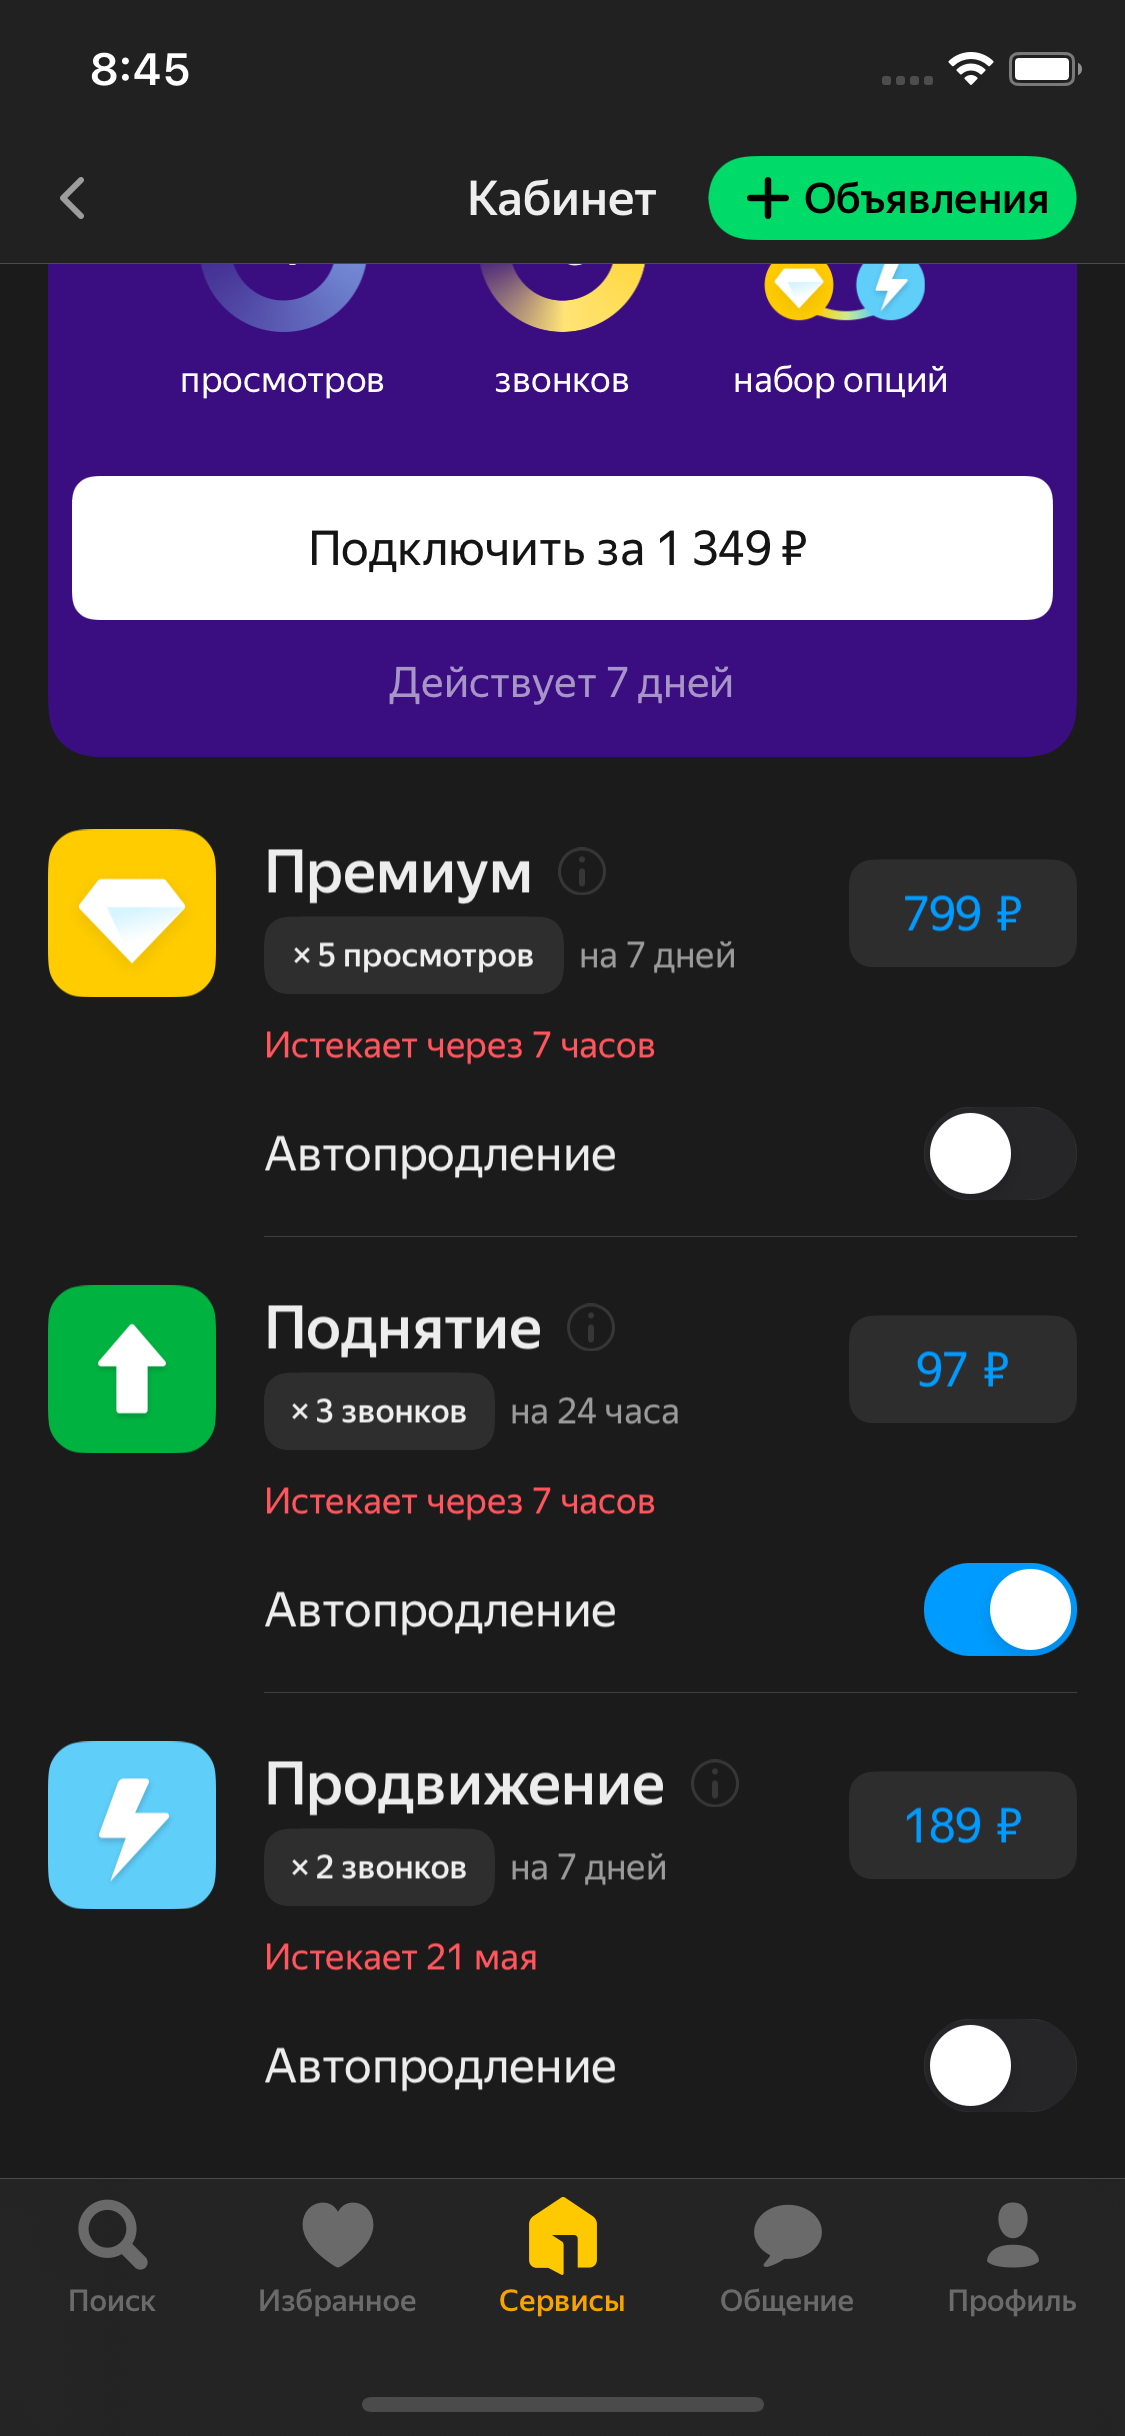 8:45
Кабинет
+ Объявления
просмотров
звонков
набор опций
Подключить за 1 349 ₽
Действует 7 дней
Премиум
799 ₽
× 5 просмотров на 7 дней
Истекает через 7 часов
Автопродление
Поднятие
97 ₽
× 3 звонков на 24 часа
Истекает через 7 часов
Автопродление
Продвижение
189 ₽
× 2 звонков на 7 дней
Истекает 21 мая
Автопродление
Поиск
Избранное
Сервисы
Общение
Профиль